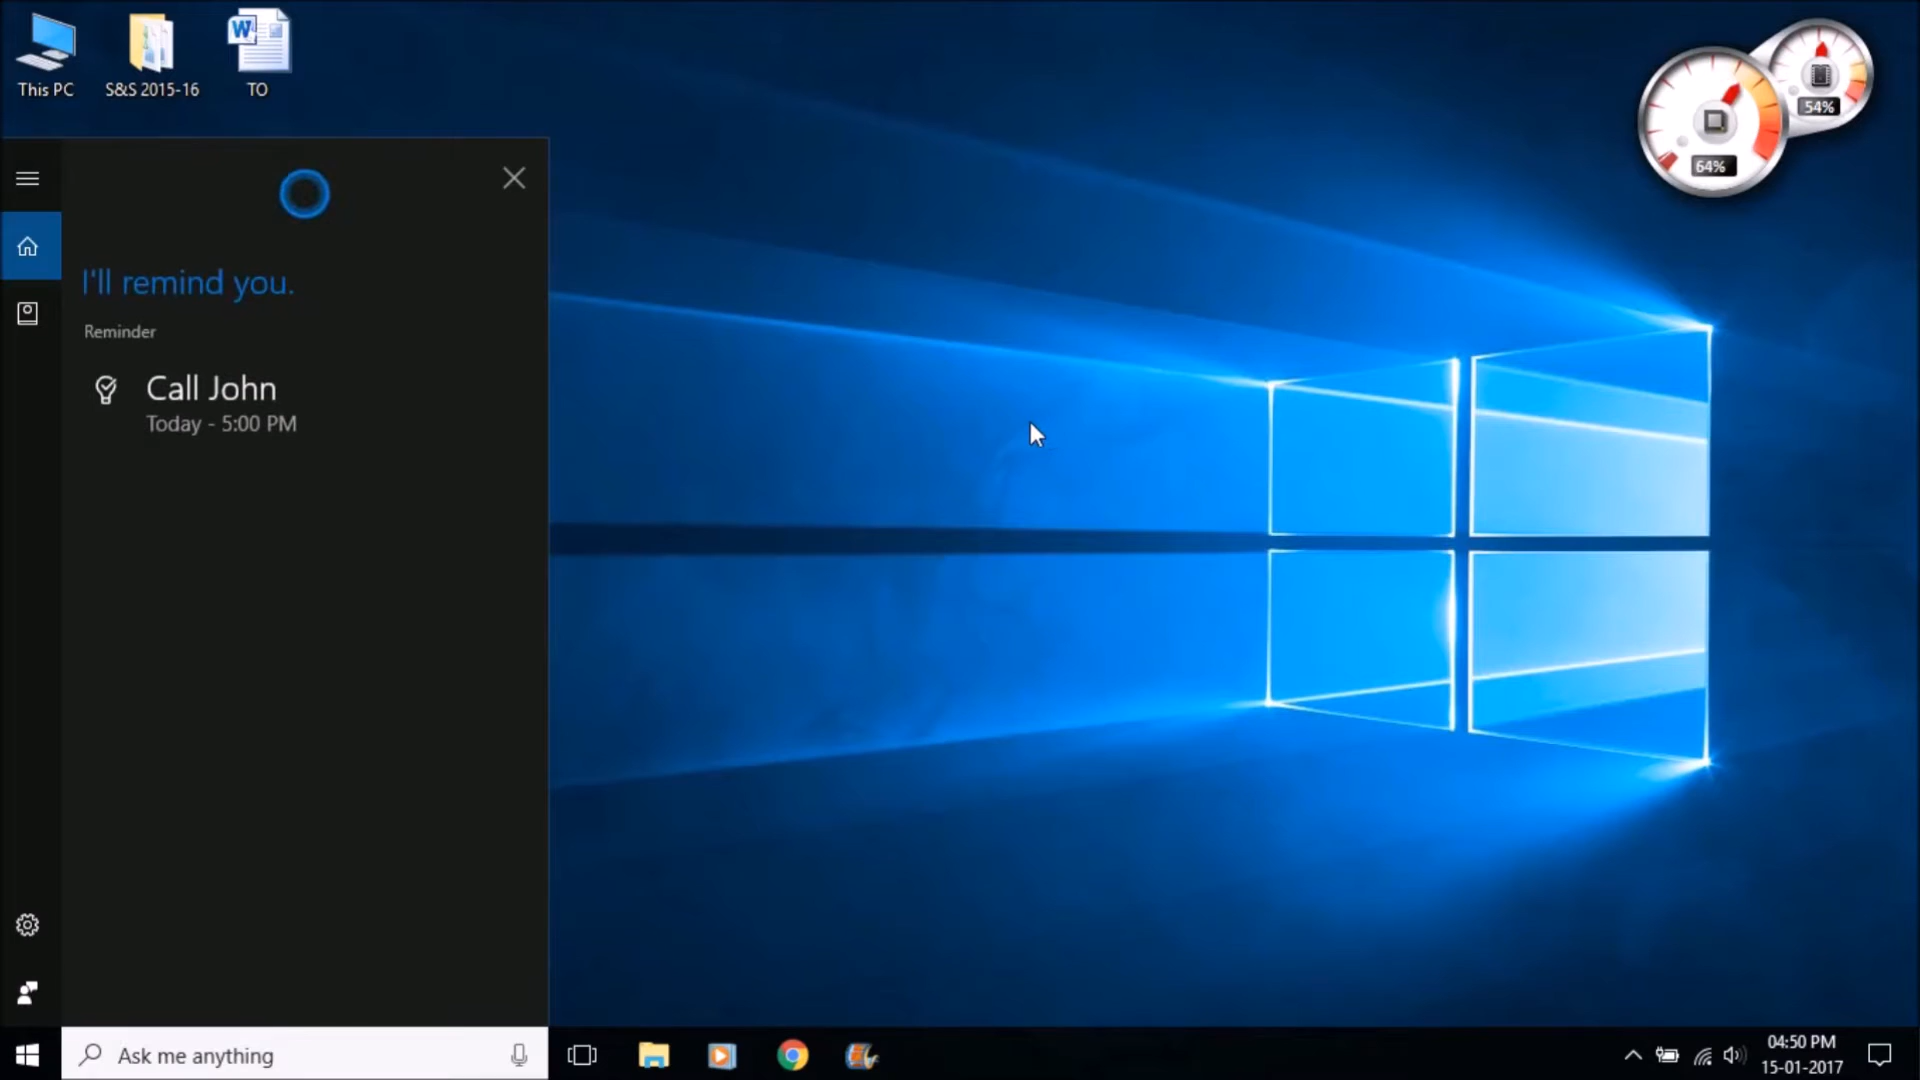 This PC
S&S 2015-16
TO
54%
64%
I'll remind you.
Reminder
Call John
Today - 5:00 PM
Ask me anything
04:50 PM
15-01-2017